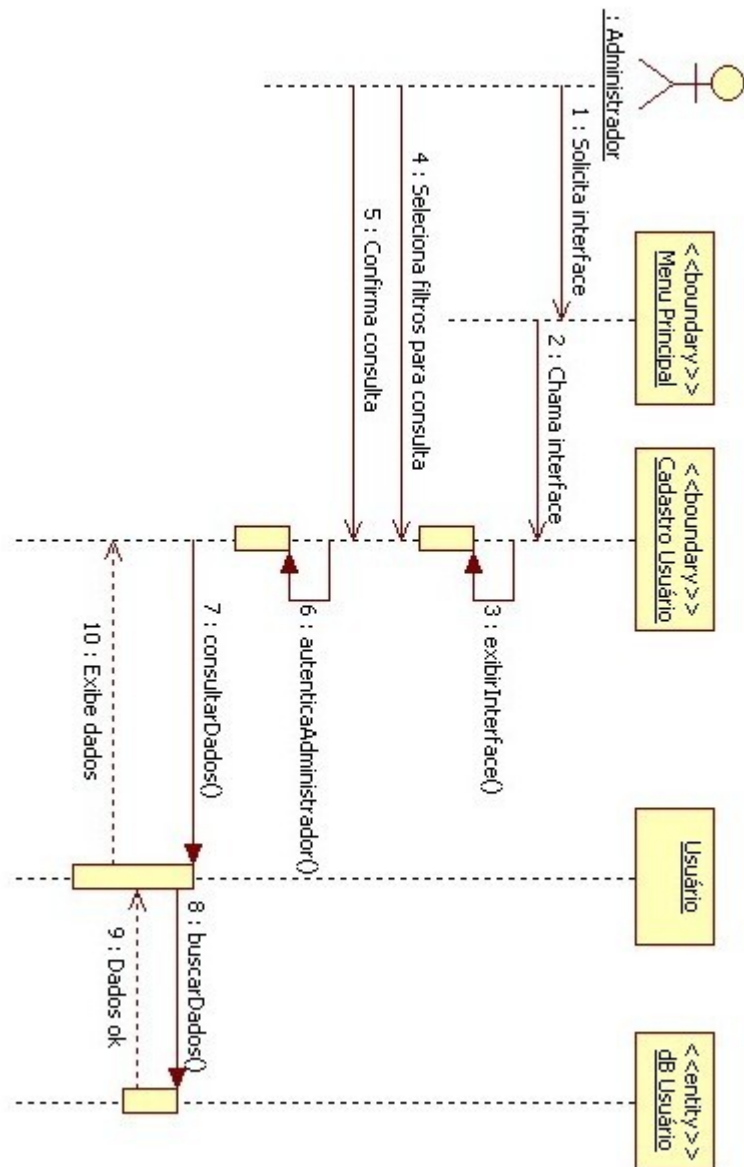 : Administrador
<<boundary>>
Menu Principal
<<boundary>>
Cadastro Usuário
Usuário
<<entity>>
dB Usuário
1 : Solicita interface
2 : Chama interface
3 : exibirInterface()
4 : Seleciona filtros para consulta
5 : Confirma consulta
6 : autenticaAdministrador()
7 : consultarDados()
8 : buscarDados()
9 : Dados ok
10 : Exibe dados